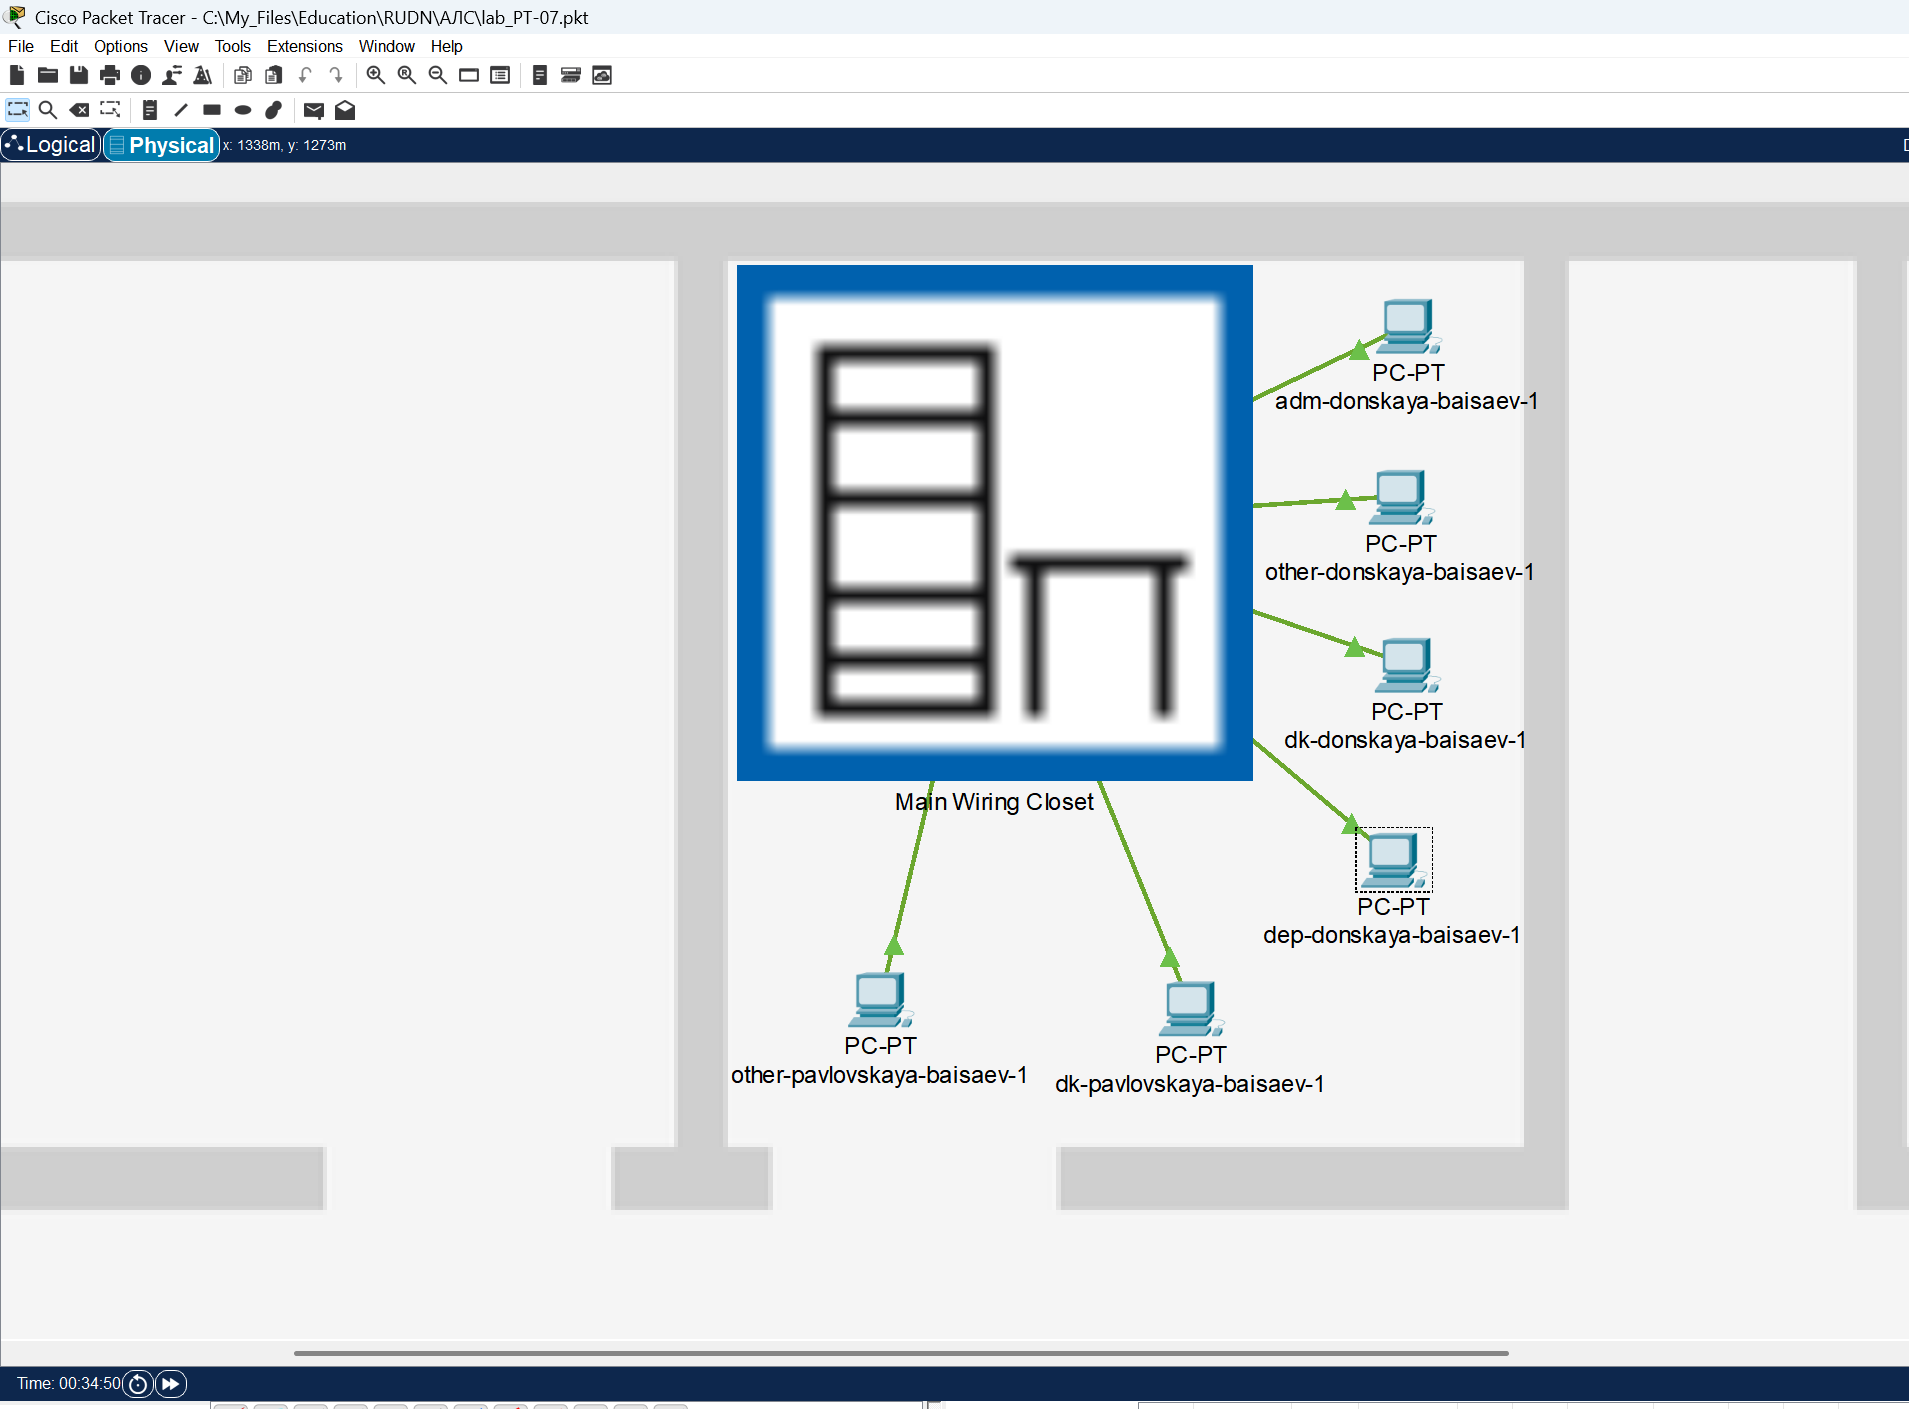 Cisco Packet Tracer - C:\My_Files\Education\RUDN\АЛС\lab_PT-07.pkt
File Edit Options View Tools Extensions Window Help
Logical Physical x: 1338m, y: 1273m
PC-PT
adm-donskaya-baisaev-1
PC-PT
other-donskaya-baisaev-1
PC-PT
dk-donskaya-baisaev-1
Main Wiring Closet
PC-PT
dep-donskaya-baisaev-1
PC-PT
other-pavlovskaya-baisaev-1
PC-PT
dk-pavlovskaya-baisaev-1
Time: 00:34:50